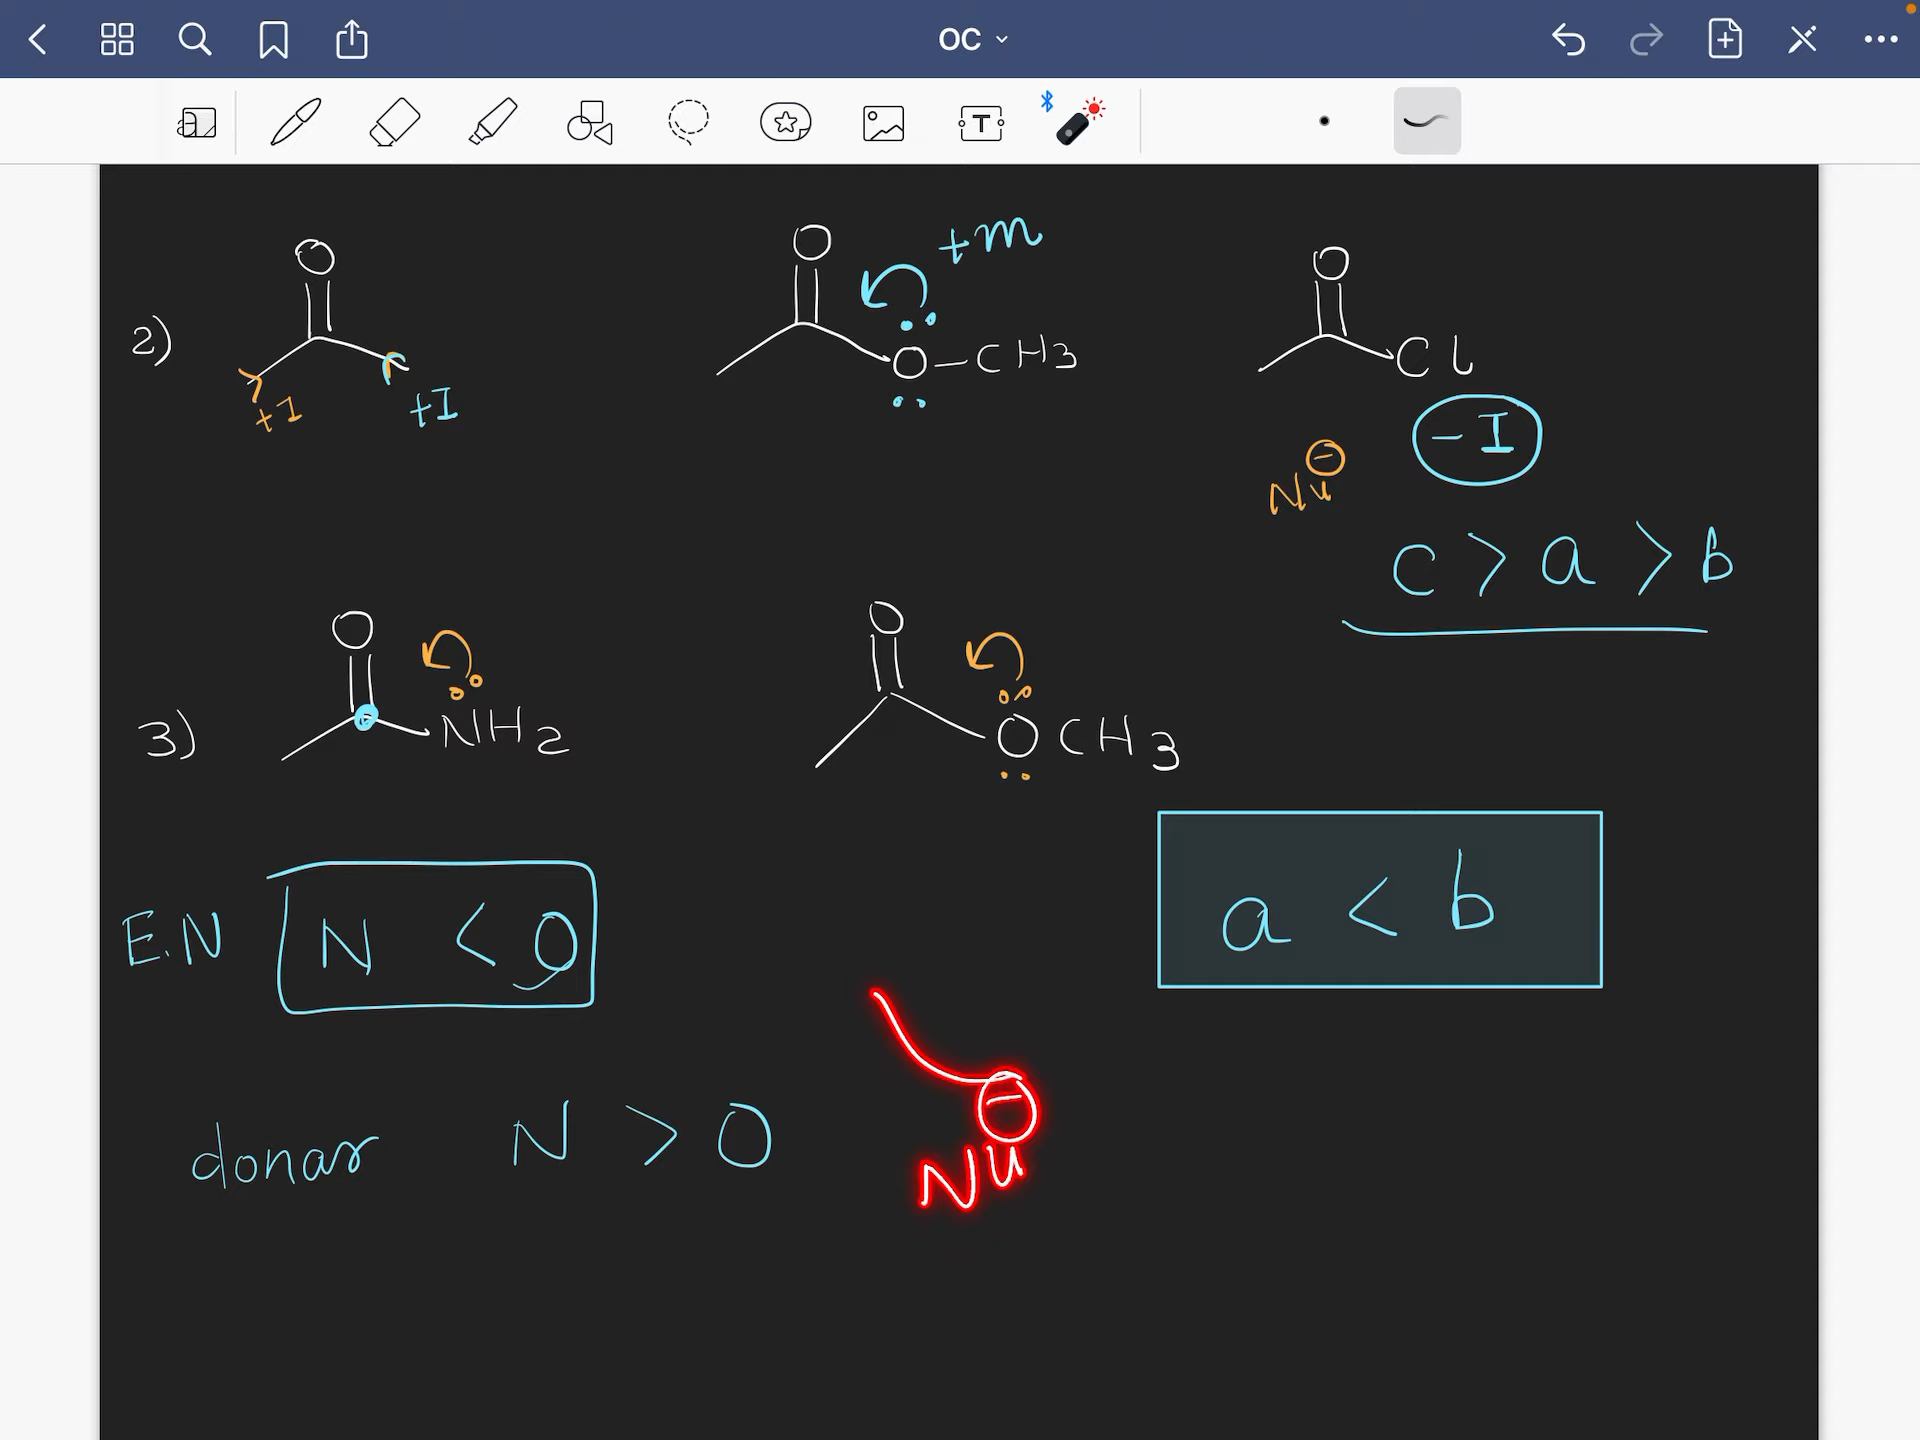 OC
T
O
O
+m
O
2)
O-CH3
Cl
+I
+I
-I
Nu⊖
c > a > b
O
O
3)
NH2
OCH3
E.N
N < O
a < b
donar
N > O
⊖
Nu